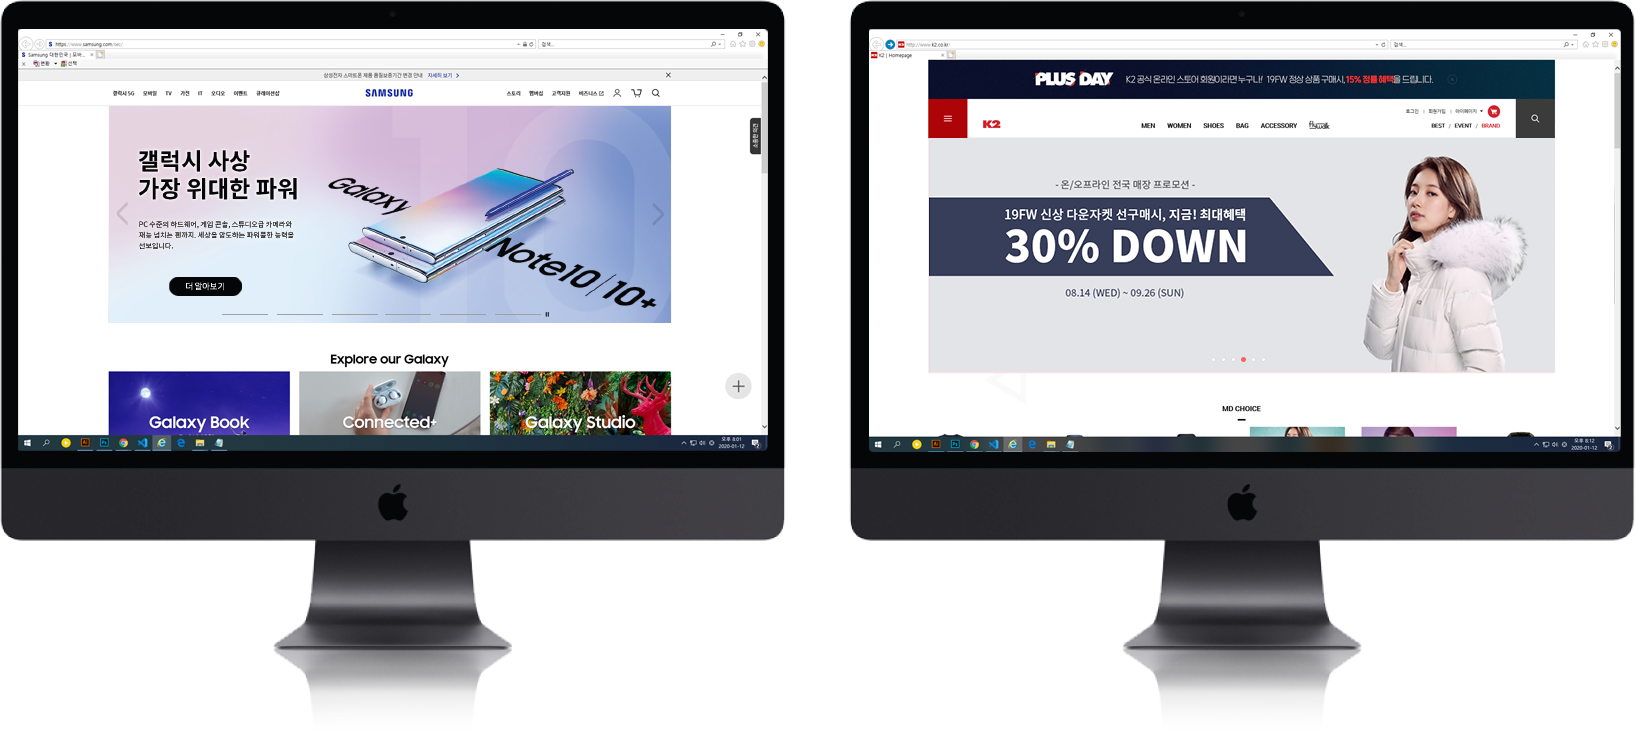 https://www.samsung.com/sec/
검색...
Samsung 대한민국 | 모바...
변환
선택
삼성전자 스마트폰 제품 품질보증기간 변경 안내 자세히 보기
갤럭시 5G 모바일 TV 가전 IT 오디오 이벤트 큐레이션샵
SAMSUNG
스토리 멤버십 고객지원 비즈니스
갤럭시 사상
가장 위대한 파워
PC 수준의 하드웨어, 게임 콘솔, 스튜디오급 카메라와
재능 넘치는 펜까지. 세상을 압도하는 파워풀한 능력을
선보입니다.
더 알아보기
Galaxy
Note10 | 10+
Explore our Galaxy
Galaxy Book
Connected+
Galaxy Studio
오후 8:01
2020-01-12
http://www.k2.co.kr/
검색...
K2 | Homepage
PLUS DAY K2 공식 온라인 스토어 회원이라면 누구나! 19FW 정상 상품 구매시, 15% 정률 혜택을 드립니다.
로그인 | 회원가입 | 마이페이지
K2
MEN WOMEN SHOES BAG ACCESSORY flywalk
BEST / EVENT / BRAND
- 온/오프라인 전국 매장 프로모션 -
19FW 신상 다운자켓 선구매시, 지금! 최대혜택
30% DOWN
08.14 (WED) ~ 09.26 (SUN)
MD CHOICE
오후 8:12
2020-01-12